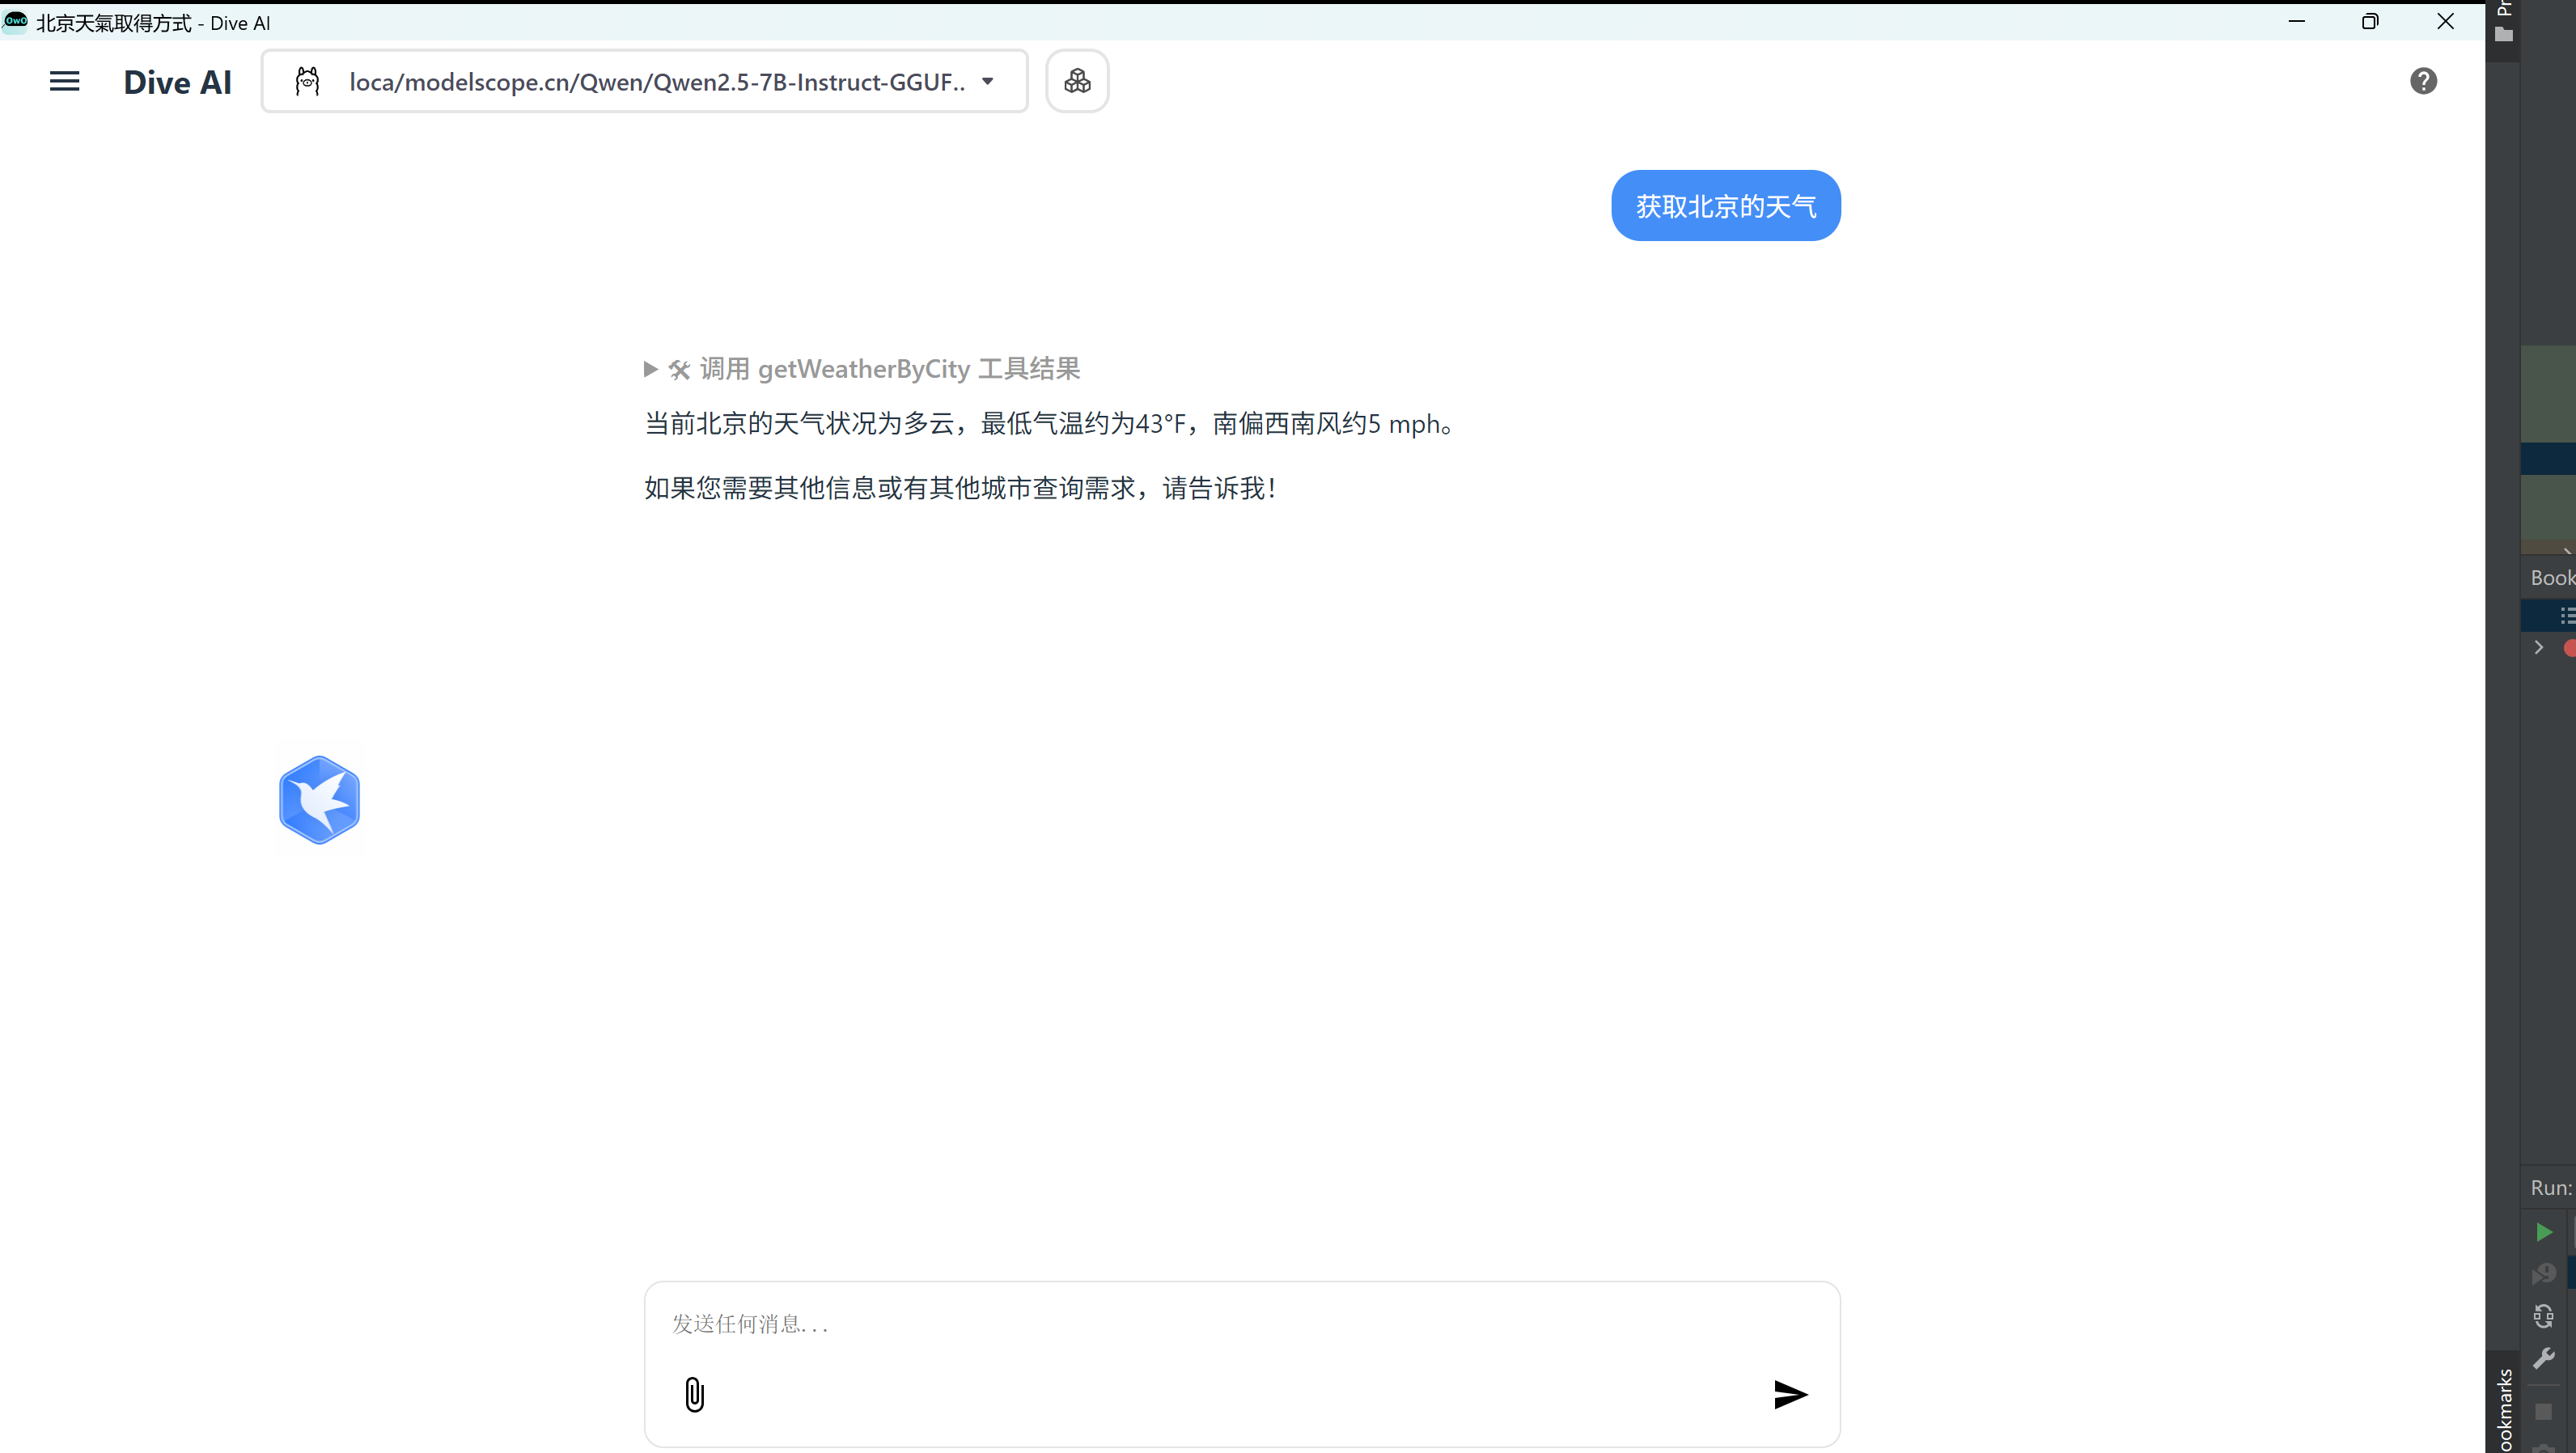 北京天氣取得方式 - Dive AI
Dive AI
loca/modelscope.cn/Qwen/Qwen2.5-7B-Instruct-GGUF..
获取北京的天气
调用 getWeatherByCity 工具结果
当前北京的天气状况为多云，最低气温约为43°F，南偏西南风约5 mph。
如果您需要其他信息或有其他城市查询需求，请告诉我！
发送任何消息...
Pr
Book
Run:
ookmarks